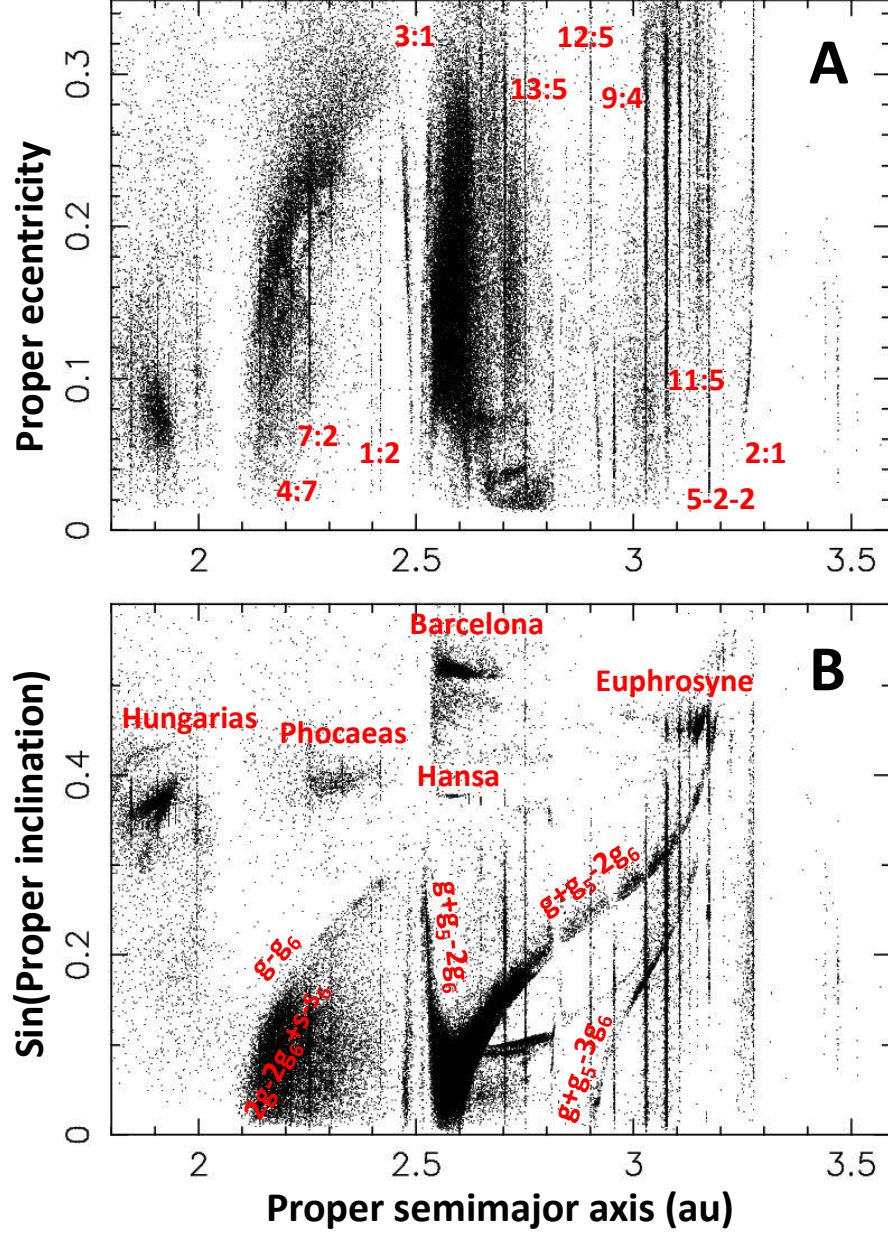 3:1
12:5
A
13:5
9:4
0.3
0.2
0.1
0
Proper ecentricity
11:5
7:2
1:2
2:1
4:7
5-2-2
2
2.5
3
3.5
Barcelona
B
Euphrosyne
Hungarias
Phocaeas
Hansa
0.4
0.2
0
Sin(Proper inclination)
g+g₅-2g₆
g+g₅-2g₆
g-g₆
2g-2g₆+s-s₆
g+g₅-3g₆
2
2.5
3
3.5
Proper semimajor axis (au)